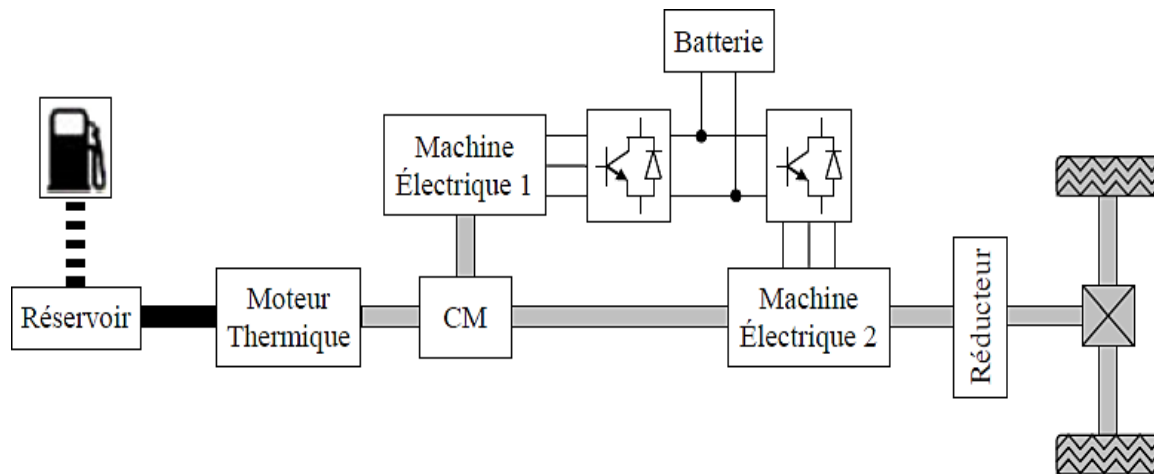 Batterie
Machine
Électrique 1
Réservoir
Moteur
Thermique
CM
Machine
Électrique 2
Réducteur